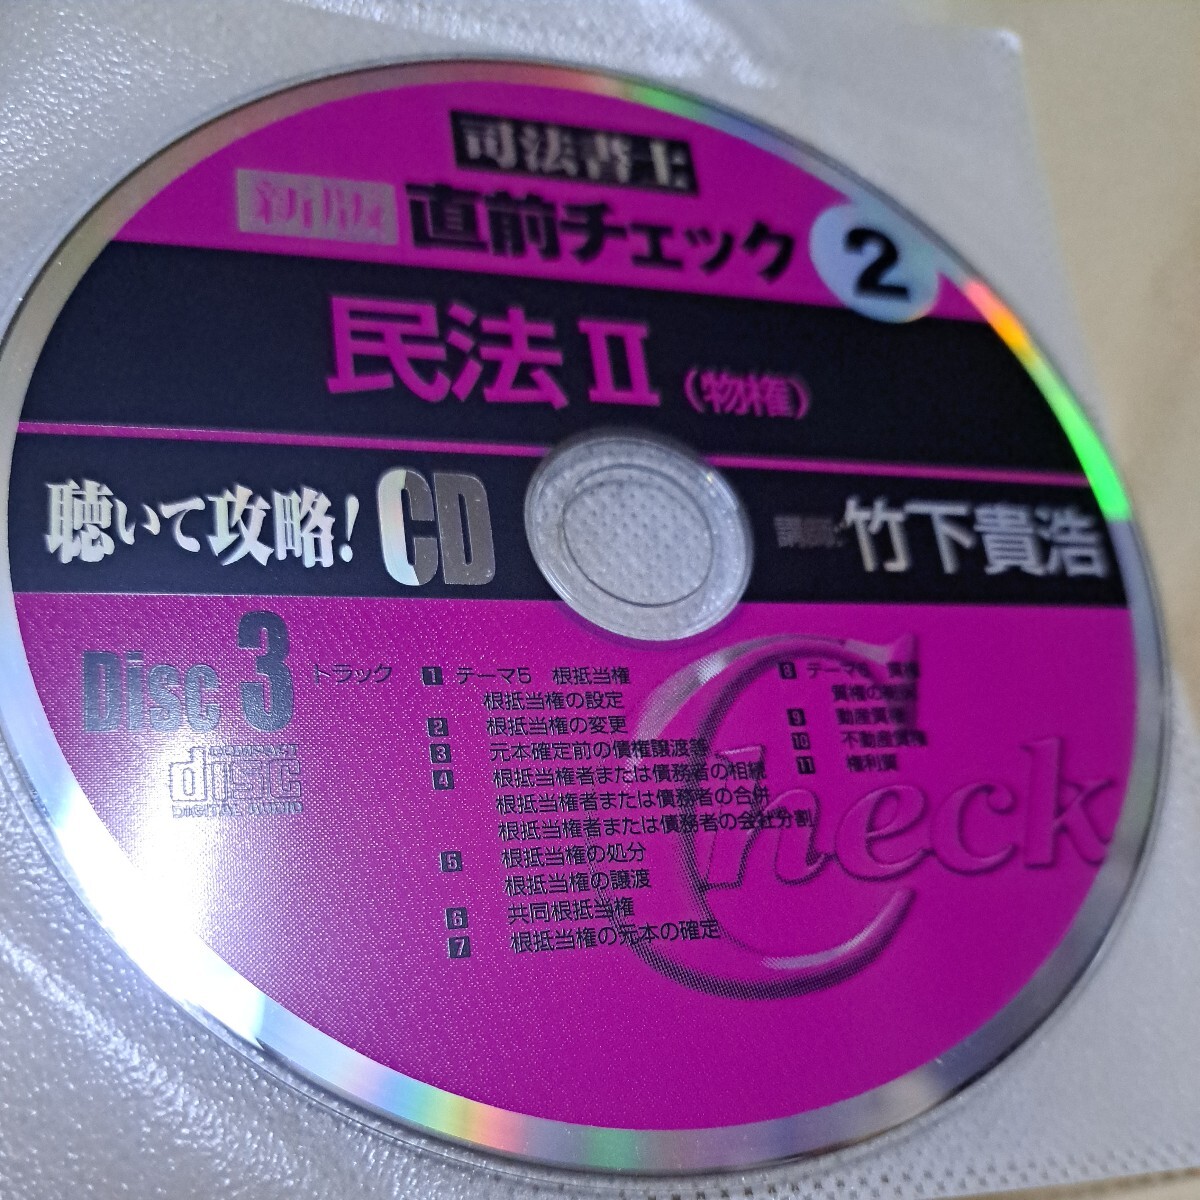 司法書士
新版 直前チェック 2
民法Ⅱ(物権)
聴いて攻略! CD
講師:竹下貴浩
Disc 3
COMPACT
disc
DIGITAL AUDIO
トラック
1 テーマ5 根抵当権
根抵当権の設定
2 根抵当権の変更
3 元本確定前の債権譲渡等
4 根抵当権者または債務者の相続
根抵当権者または債務者の合併
根抵当権者または債務者の会社分割
5 根抵当権の処分
根抵当権の譲渡
6 共同根抵当権
7 根抵当権の元本の確定
8 テーマ6 質権
質権の
9 動産質権
10 不動産質権
11 権利質
Check